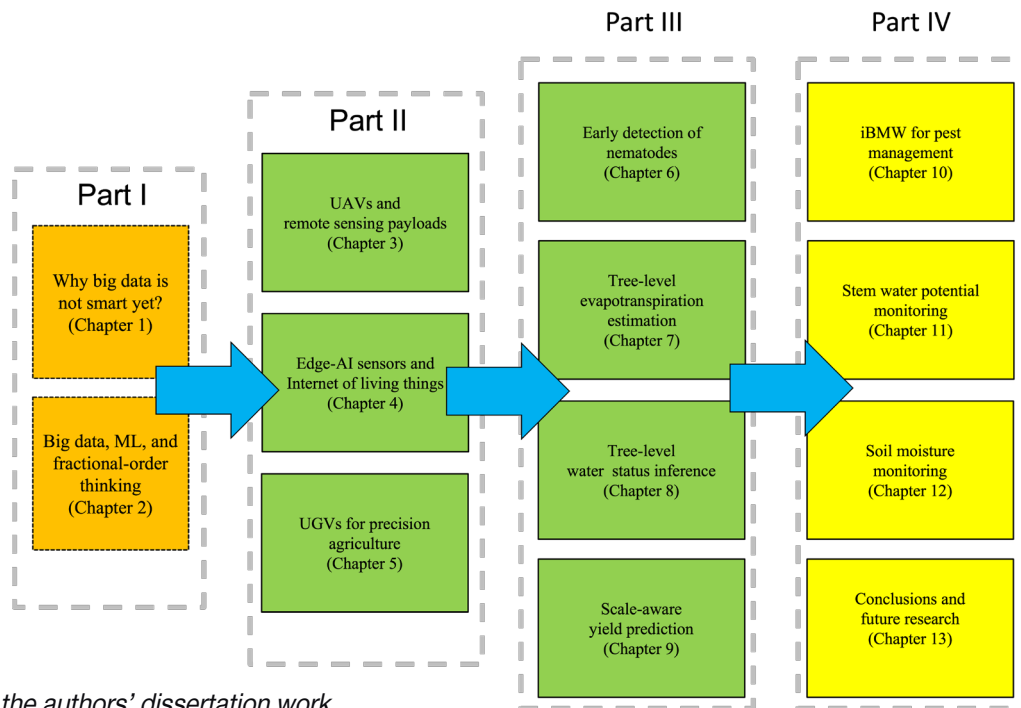 Part I
Why big data is
not smart yet?
(Chapter 1)
Big data, ML, and
fractional-order
thinking
(Chapter 2)
Part II
UAVs and
remote sensing payloads
(Chapter 3)
Edge-AI sensors and
Internet of living things
(Chapter 4)
UGVs for precision
agriculture
(Chapter 5)
Part III
Early detection of
nematodes
(Chapter 6)
Tree-level
evapotranspiration
estimation
(Chapter 7)
Tree-level
water status inference
(Chapter 8)
Scale-aware
yield prediction
(Chapter 9)
Part IV
iBMW for pest
management
(Chapter 10)
Stem water potential
monitoring
(Chapter 11)
Soil moisture
monitoring
(Chapter 12)
Conclusions and
future research
(Chapter 13)
the authors' dissertation work